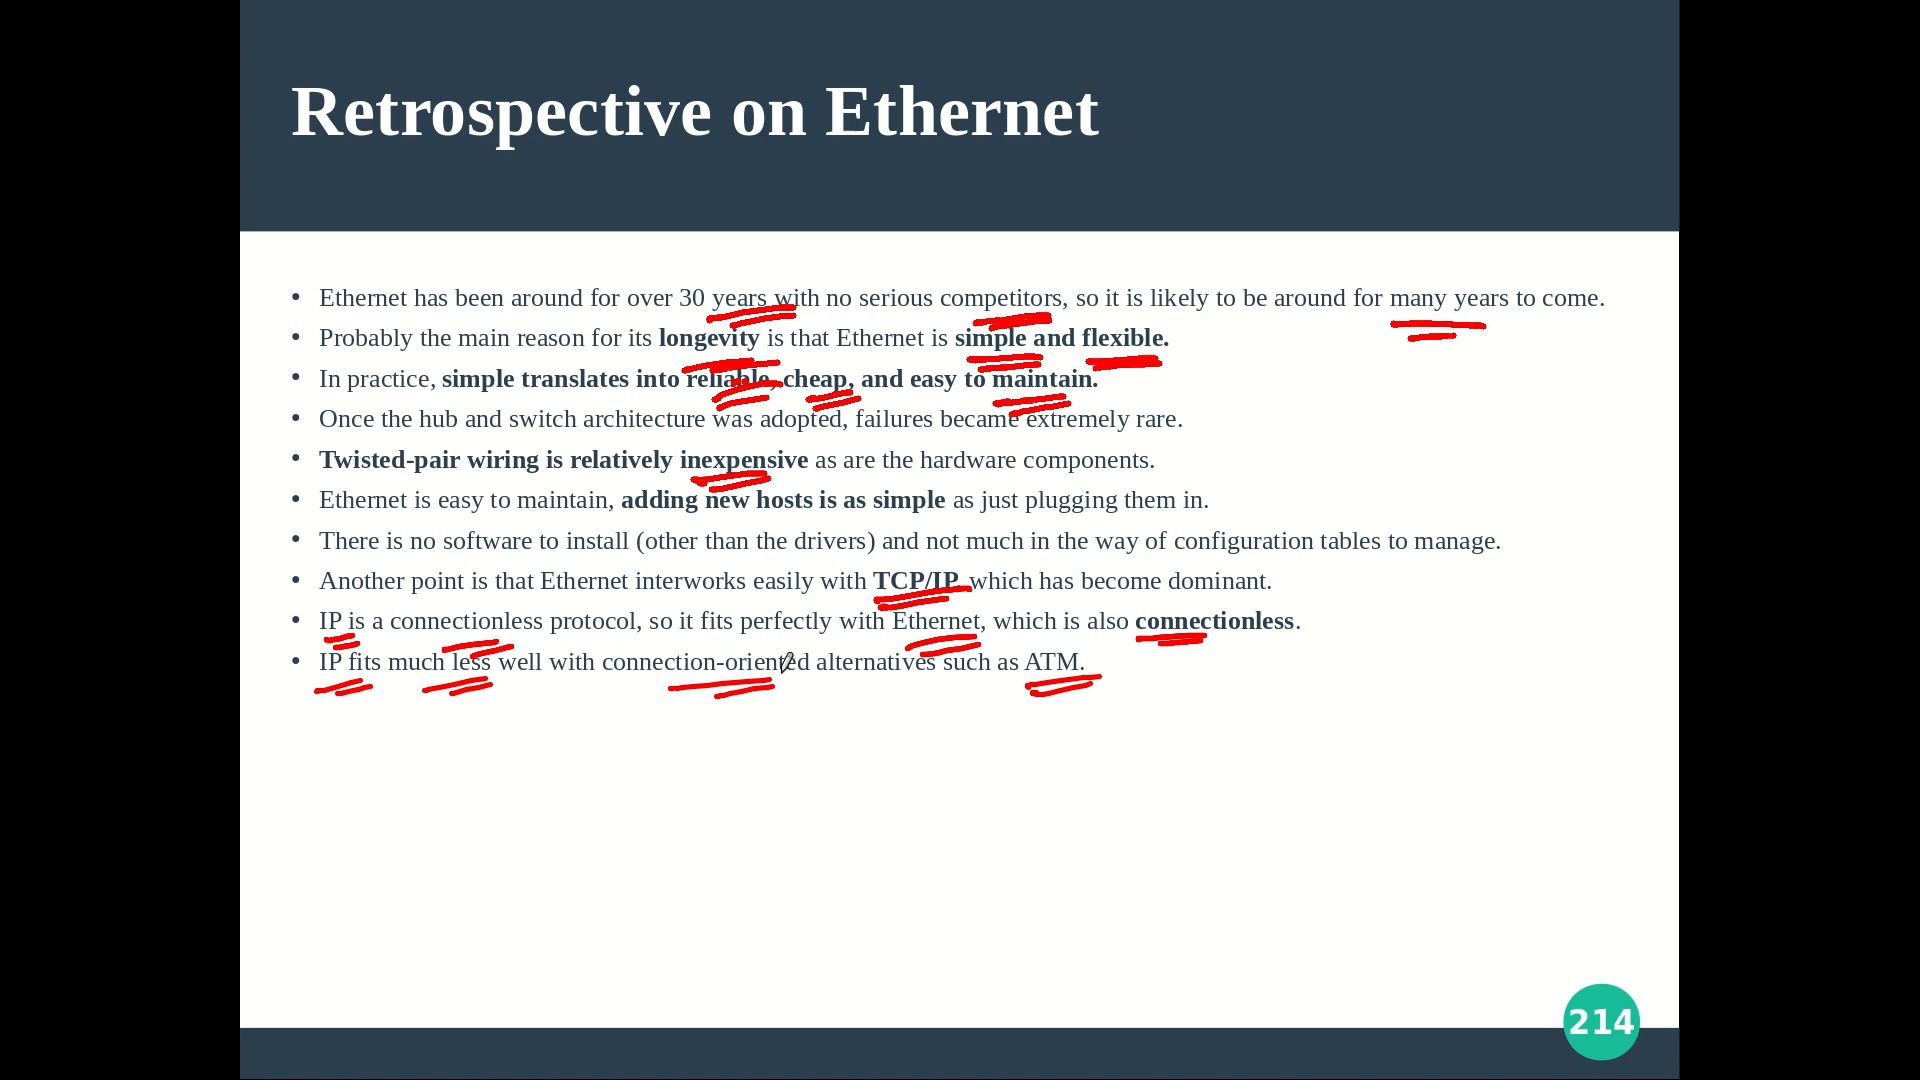 Retrospective on Ethernet
• Ethernet has been around for over 30 years with no serious competitors, so it is likely to be around for many years to come.
• Probably the main reason for its longevity is that Ethernet is simple and flexible.
• In practice, simple translates into reliable, cheap, and easy to maintain.
• Once the hub and switch architecture was adopted, failures became extremely rare.
• Twisted-pair wiring is relatively inexpensive as are the hardware components.
• Ethernet is easy to maintain, adding new hosts is as simple as just plugging them in.
• There is no software to install (other than the drivers) and not much in the way of configuration tables to manage.
• Another point is that Ethernet interworks easily with TCP/IP, which has become dominant.
• IP is a connectionless protocol, so it fits perfectly with Ethernet, which is also connectionless.
• IP fits much less well with connection-oriented alternatives such as ATM.
214